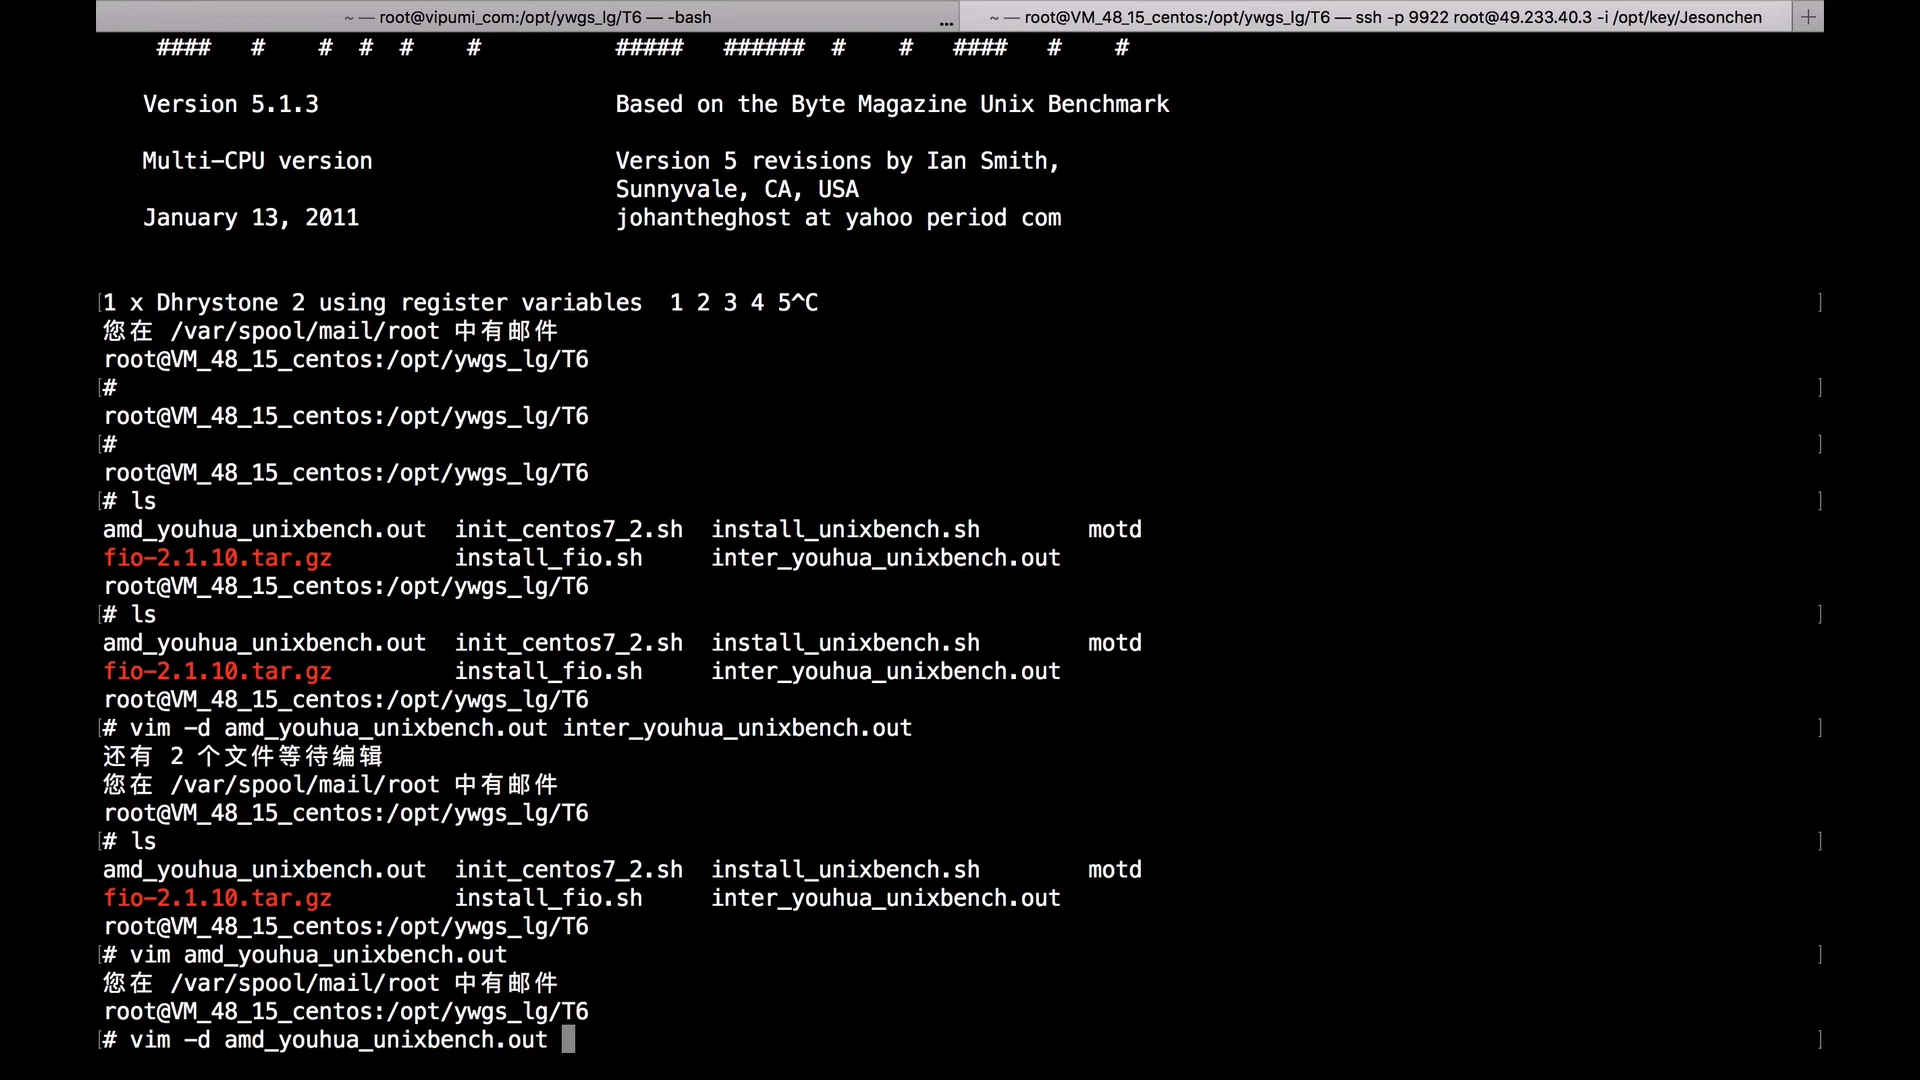 ~ — root@vipumi_com:/opt/ywgs_lg/T6 — -bash ... ~ — root@VM_48_15_centos:/opt/ywgs_lg/T6 — ssh -p 9922 root@49.233.40.3 -i /opt/key/Jesonchen +
#### # # # # # ##### ###### # # #### # #
Version 5.1.3 Based on the Byte Magazine Unix Benchmark
Multi-CPU version Version 5 revisions by Ian Smith,
Sunnyvale, CA, USA
January 13, 2011 johantheghost at yahoo period com
[1 x Dhrystone 2 using register variables 1 2 3 4 5^C ]
您在 /var/spool/mail/root 中有邮件
root@VM_48_15_centos:/opt/ywgs_lg/T6
[# ]
root@VM_48_15_centos:/opt/ywgs_lg/T6
[# ]
root@VM_48_15_centos:/opt/ywgs_lg/T6
[# ls ]
amd_youhua_unixbench.out init_centos7_2.sh install_unixbench.sh motd
fio-2.1.10.tar.gz install_fio.sh inter_youhua_unixbench.out
root@VM_48_15_centos:/opt/ywgs_lg/T6
[# ls ]
amd_youhua_unixbench.out init_centos7_2.sh install_unixbench.sh motd
fio-2.1.10.tar.gz install_fio.sh inter_youhua_unixbench.out
root@VM_48_15_centos:/opt/ywgs_lg/T6
[# vim -d amd_youhua_unixbench.out inter_youhua_unixbench.out ]
还有 2 个文件等待编辑
您在 /var/spool/mail/root 中有邮件
root@VM_48_15_centos:/opt/ywgs_lg/T6
[# ls ]
amd_youhua_unixbench.out init_centos7_2.sh install_unixbench.sh motd
fio-2.1.10.tar.gz install_fio.sh inter_youhua_unixbench.out
root@VM_48_15_centos:/opt/ywgs_lg/T6
[# vim amd_youhua_unixbench.out ]
您在 /var/spool/mail/root 中有邮件
root@VM_48_15_centos:/opt/ywgs_lg/T6
[# vim -d amd_youhua_unixbench.out ]